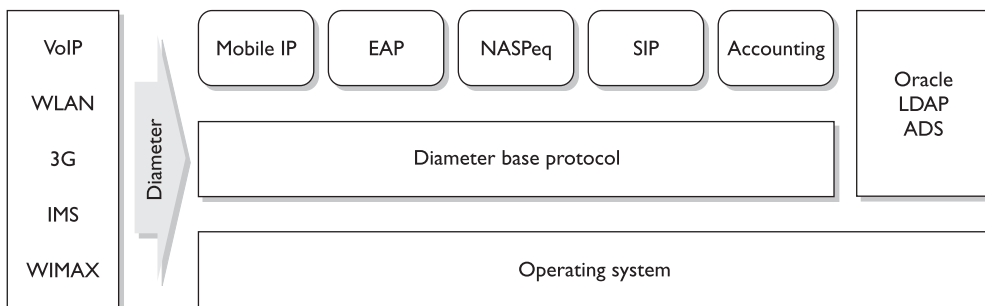 VoIP
WLAN
3G
IMS
WIMAX
Diameter
Mobile IP
EAP
NASPeq
SIP
Accounting
Diameter base protocol
Operating system
Oracle
LDAP
ADS